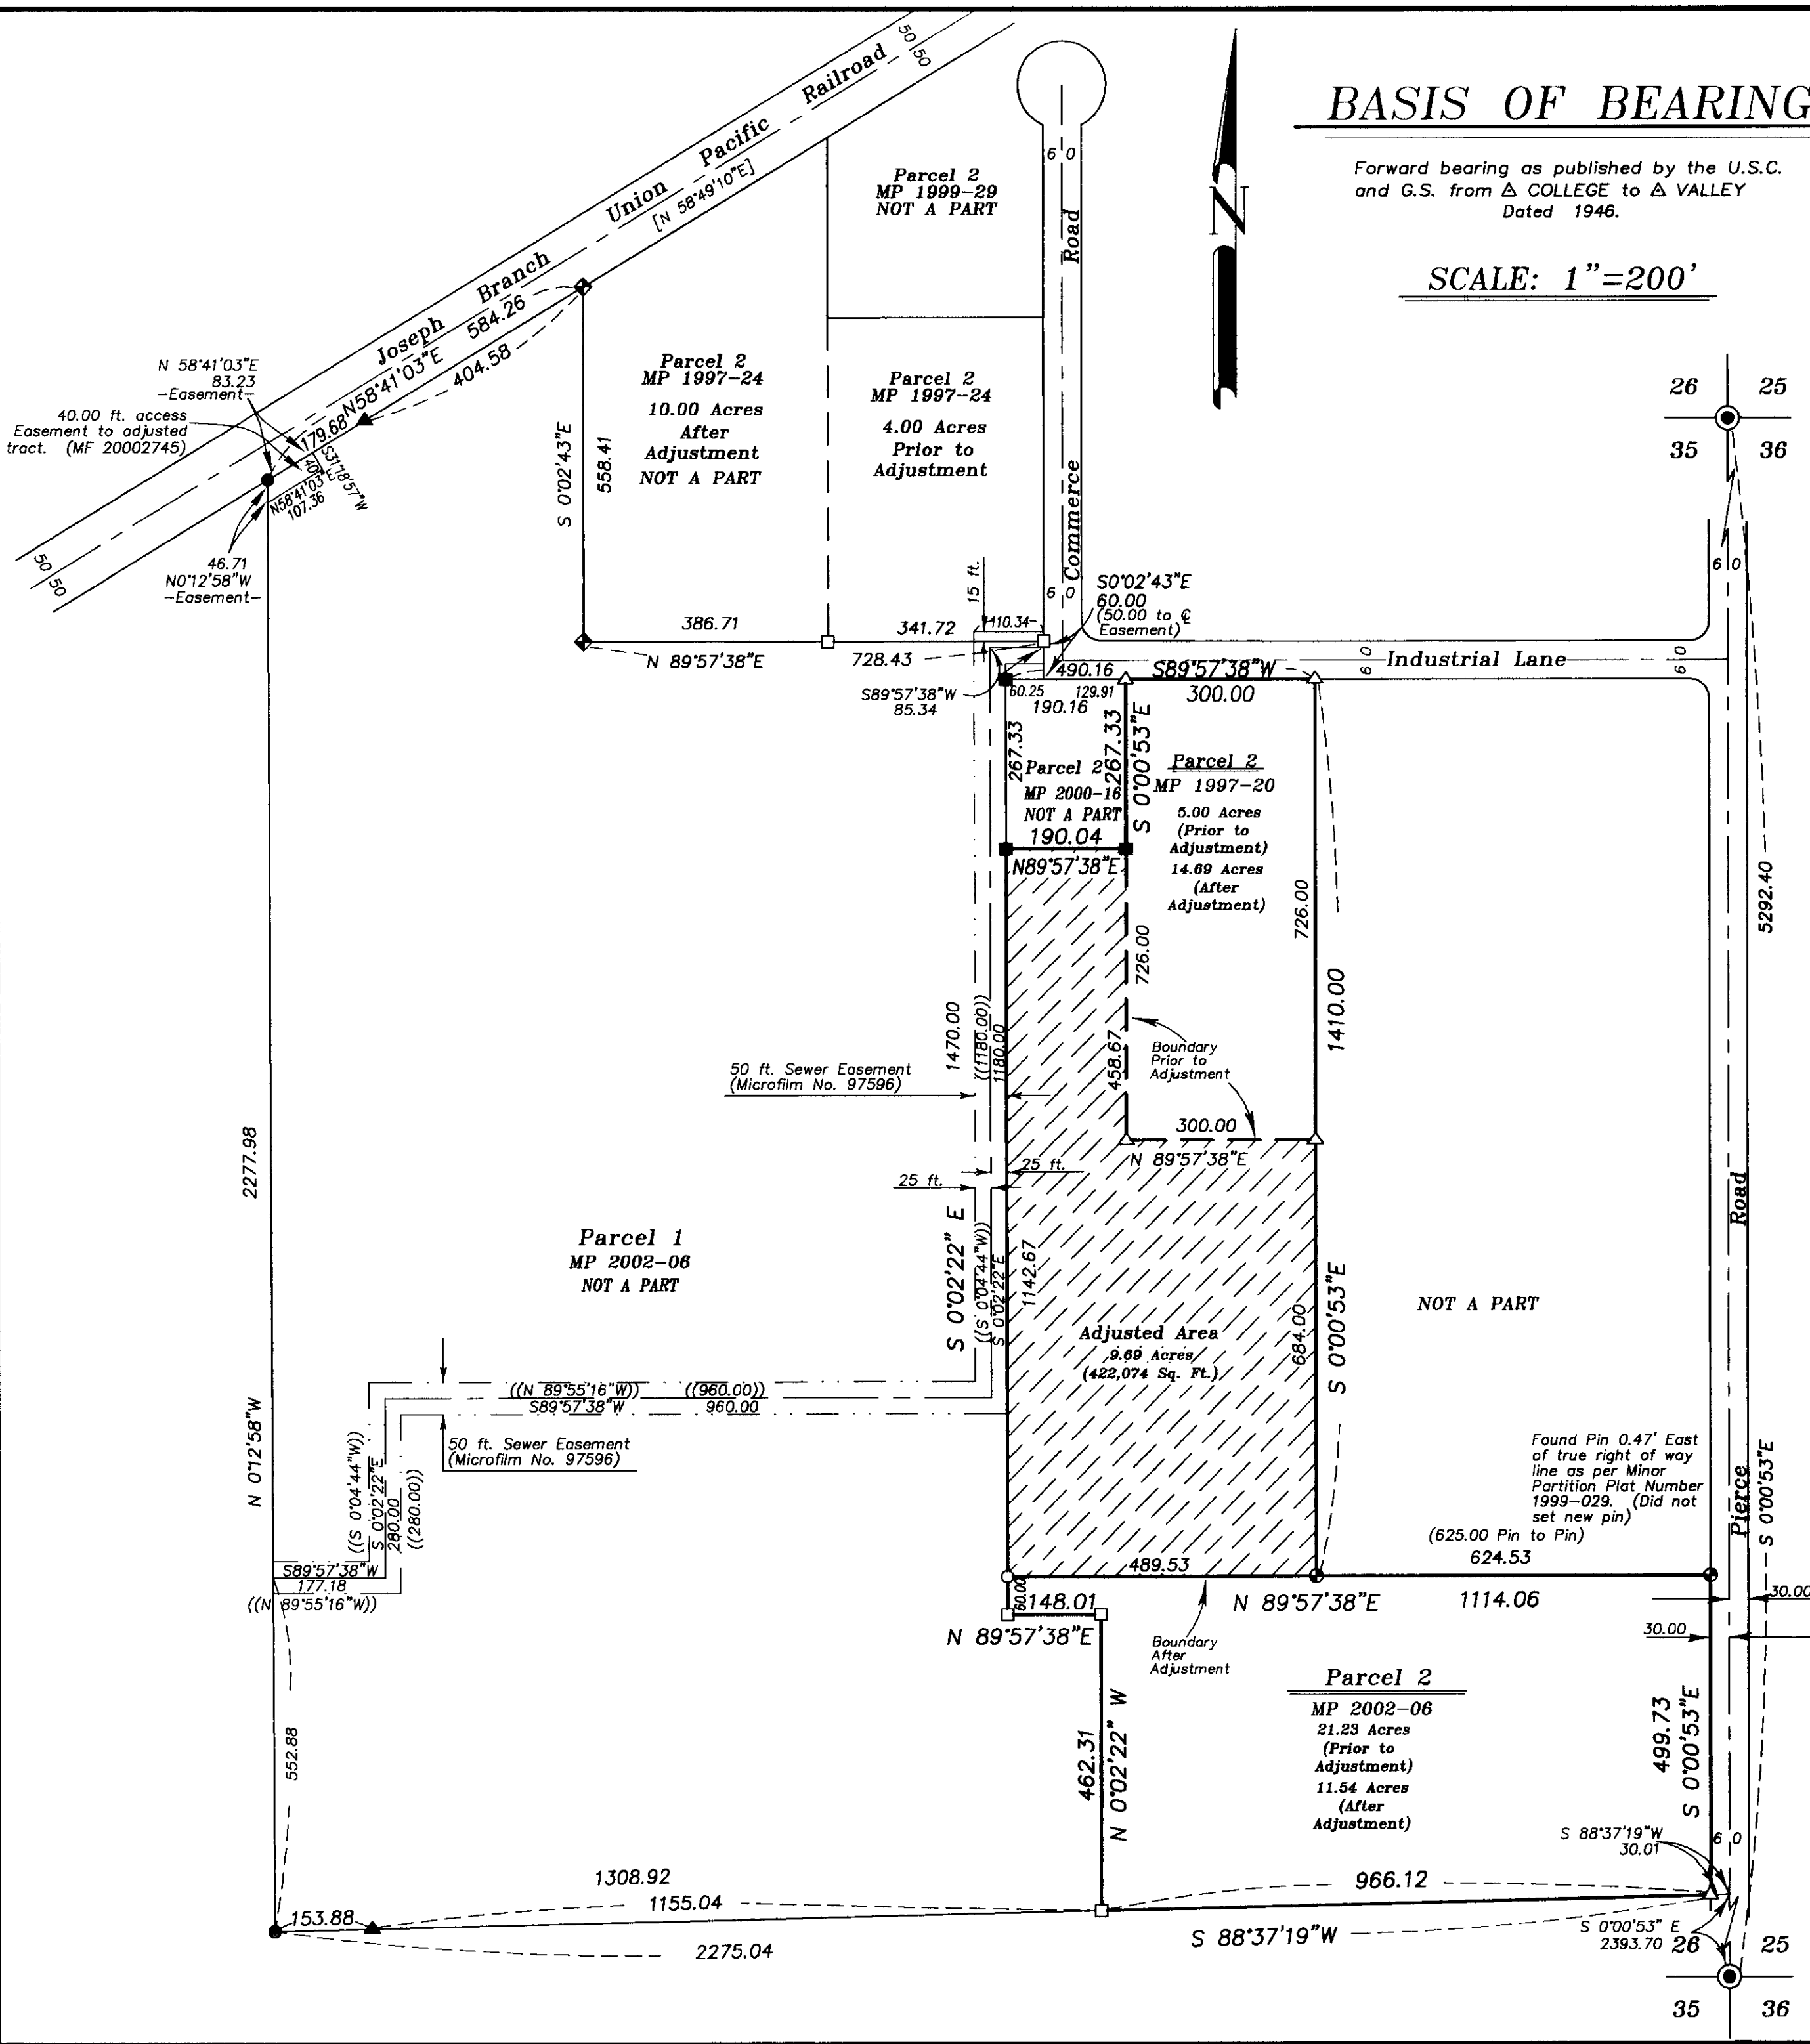 BASIS OF BEARING
Forward bearing as published by the U.S.C.
and G.S. from △ COLLEGE to △ VALLEY
Dated 1946.
SCALE: 1"=200'
N
50 50
Joseph Branch Union Pacific Railroad
[N 58°49'10"E]
N58°41'03"E 584.26
404.58
179.68
N 58°41'03"E
83.23
-Easement-
40.00 ft. access
Easement to adjusted
tract. (MF 20002745)
40'
S31°18'57"W
N58°41'03"E
107.36
46.71
N0°12'58"W
-Easement-
50 50
Parcel 2
MP 1999-29
NOT A PART
60
Commerce Road
60
Parcel 2
MP 1997-24
10.00 Acres
After
Adjustment
NOT A PART
Parcel 2
MP 1997-24
4.00 Acres
Prior to
Adjustment
S 0°02'43"E
558.41
386.71
N 89°57'38"E
341.72
728.43
15 ft.
110.34
S0°02'43"E
60.00
(50.00 to ℄
Easement)
S89°57'38"W
85.34
490.16
S89°57'38"W
60.25
129.91
190.16
300.00
60
Industrial Lane
60
26 25
35 36
60
5292.40
267.33
267.33
S 0°00'53"E
Parcel 2
MP 2000-16
NOT A PART
190.04
N89°57'38"E
Parcel 2
MP 1997-20
5.00 Acres
(Prior to
Adjustment)
14.69 Acres
(After
Adjustment)
726.00
726.00
1410.00
458.67
Boundary
Prior to
Adjustment
300.00
N 89°57'38"E
1470.00
((1180.00))
1180.00
50 ft. Sewer Easement
(Microfilm No. 97596)
25 ft.
25 ft.
S 0°02'22" E
((S 0°04'44"W))
S 0°02'22"E
1142.67
2277.98
N 0°12'58"W
Parcel 1
MP 2002-06
NOT A PART
Adjusted Area
9.69 Acres
(422,074 Sq. Ft.)
684.00
S 0°00'53"E
NOT A PART
((N 89°55'16"W)) ((960.00))
S89°57'38"W 960.00
50 ft. Sewer Easement
(Microfilm No. 97596)
((S 0°04'44"W))
S 0°02'22"E
280.00
((280.00))
S89°57'38"W
177.18
((N 89°55'16"W))
552.88
Found Pin 0.47' East
of true right of way
line as per Minor
Partition Plat Number
1999-029. (Did not
set new pin)
(625.00 Pin to Pin)
624.53
Pierce Road
S 0°00'53"E
489.53
60.00
148.01
N 89°57'38"E
N 89°57'38"E
1114.06
30.00
30.00
Boundary
After
Adjustment
Parcel 2
MP 2002-06
21.23 Acres
(Prior to
Adjustment)
11.54 Acres
(After
Adjustment)
462.31
N 0°02'22" W
499.73
S 0°00'53"E
S 88°37'19"W
30.01
60
1308.92
1155.04
966.12
153.88
2275.04
S 88°37'19"W
S 0°00'53" E
2393.70
26 25
35 36